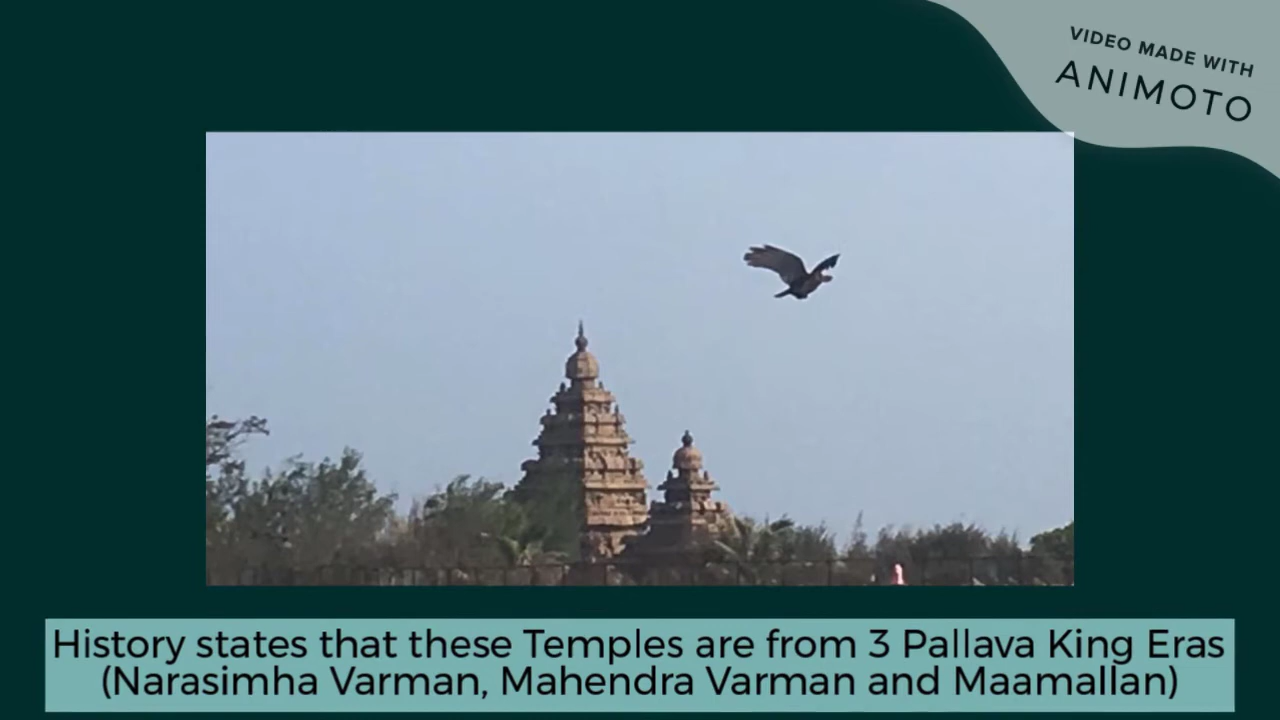 VIDEO MADE WITH
ANIMOTO
History states that these Temples are from 3 Pallava King Eras
(Narasimha Varman, Mahendra Varman and Maamallan)